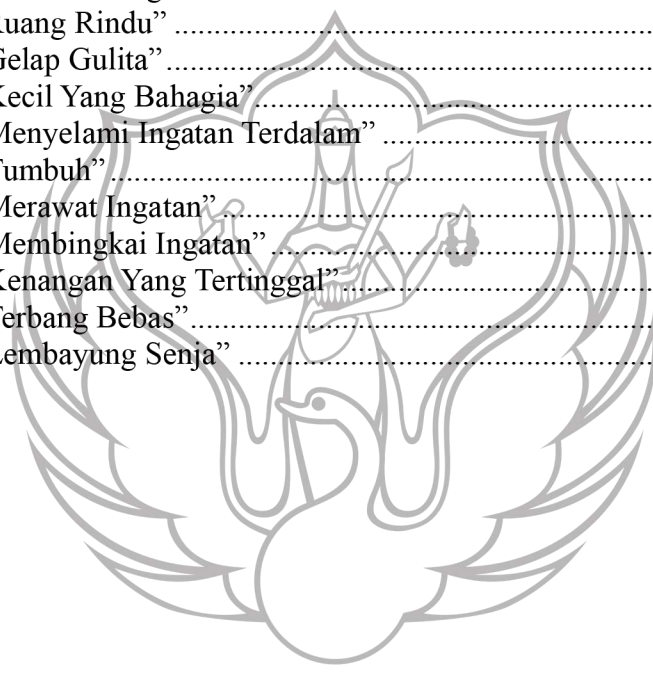 Ruang Rindu” ........................................................
Gelap Gulita” .........................................................
Kecil Yang Bahagia” ..............................................
Menyelami Ingatan Terdalam” ..............................
Tumbuh” ................................................................
Merawat Ingatan” ..................................................
Membingkai Ingatan” ............................................
Kenangan Yang Tertinggal” ...................................
Terbang Bebas” ......................................................
Lembayung Senja” .................................................